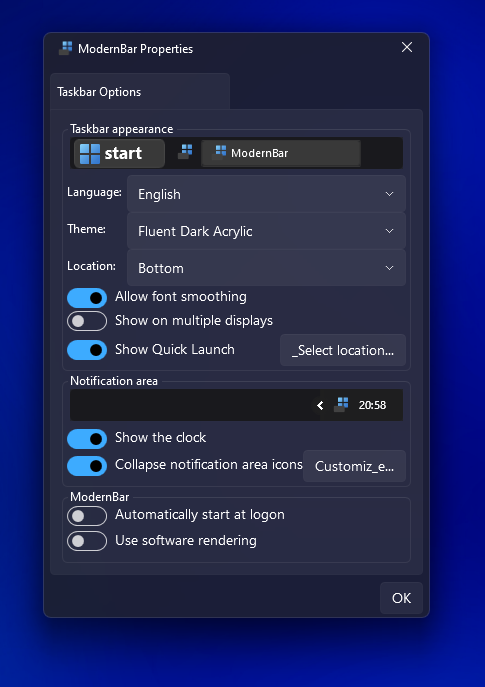 ModernBar Properties
Taskbar Options
Taskbar appearance
start
ModernBar
Language: English
Theme: Fluent Dark Acrylic
Location: Bottom
Allow font smoothing
Show on multiple displays
Show Quick Launch _Select location...
Notification area
20:58
Show the clock
Collapse notification area icons Customiz_e...
ModernBar
Automatically start at logon
Use software rendering
OK